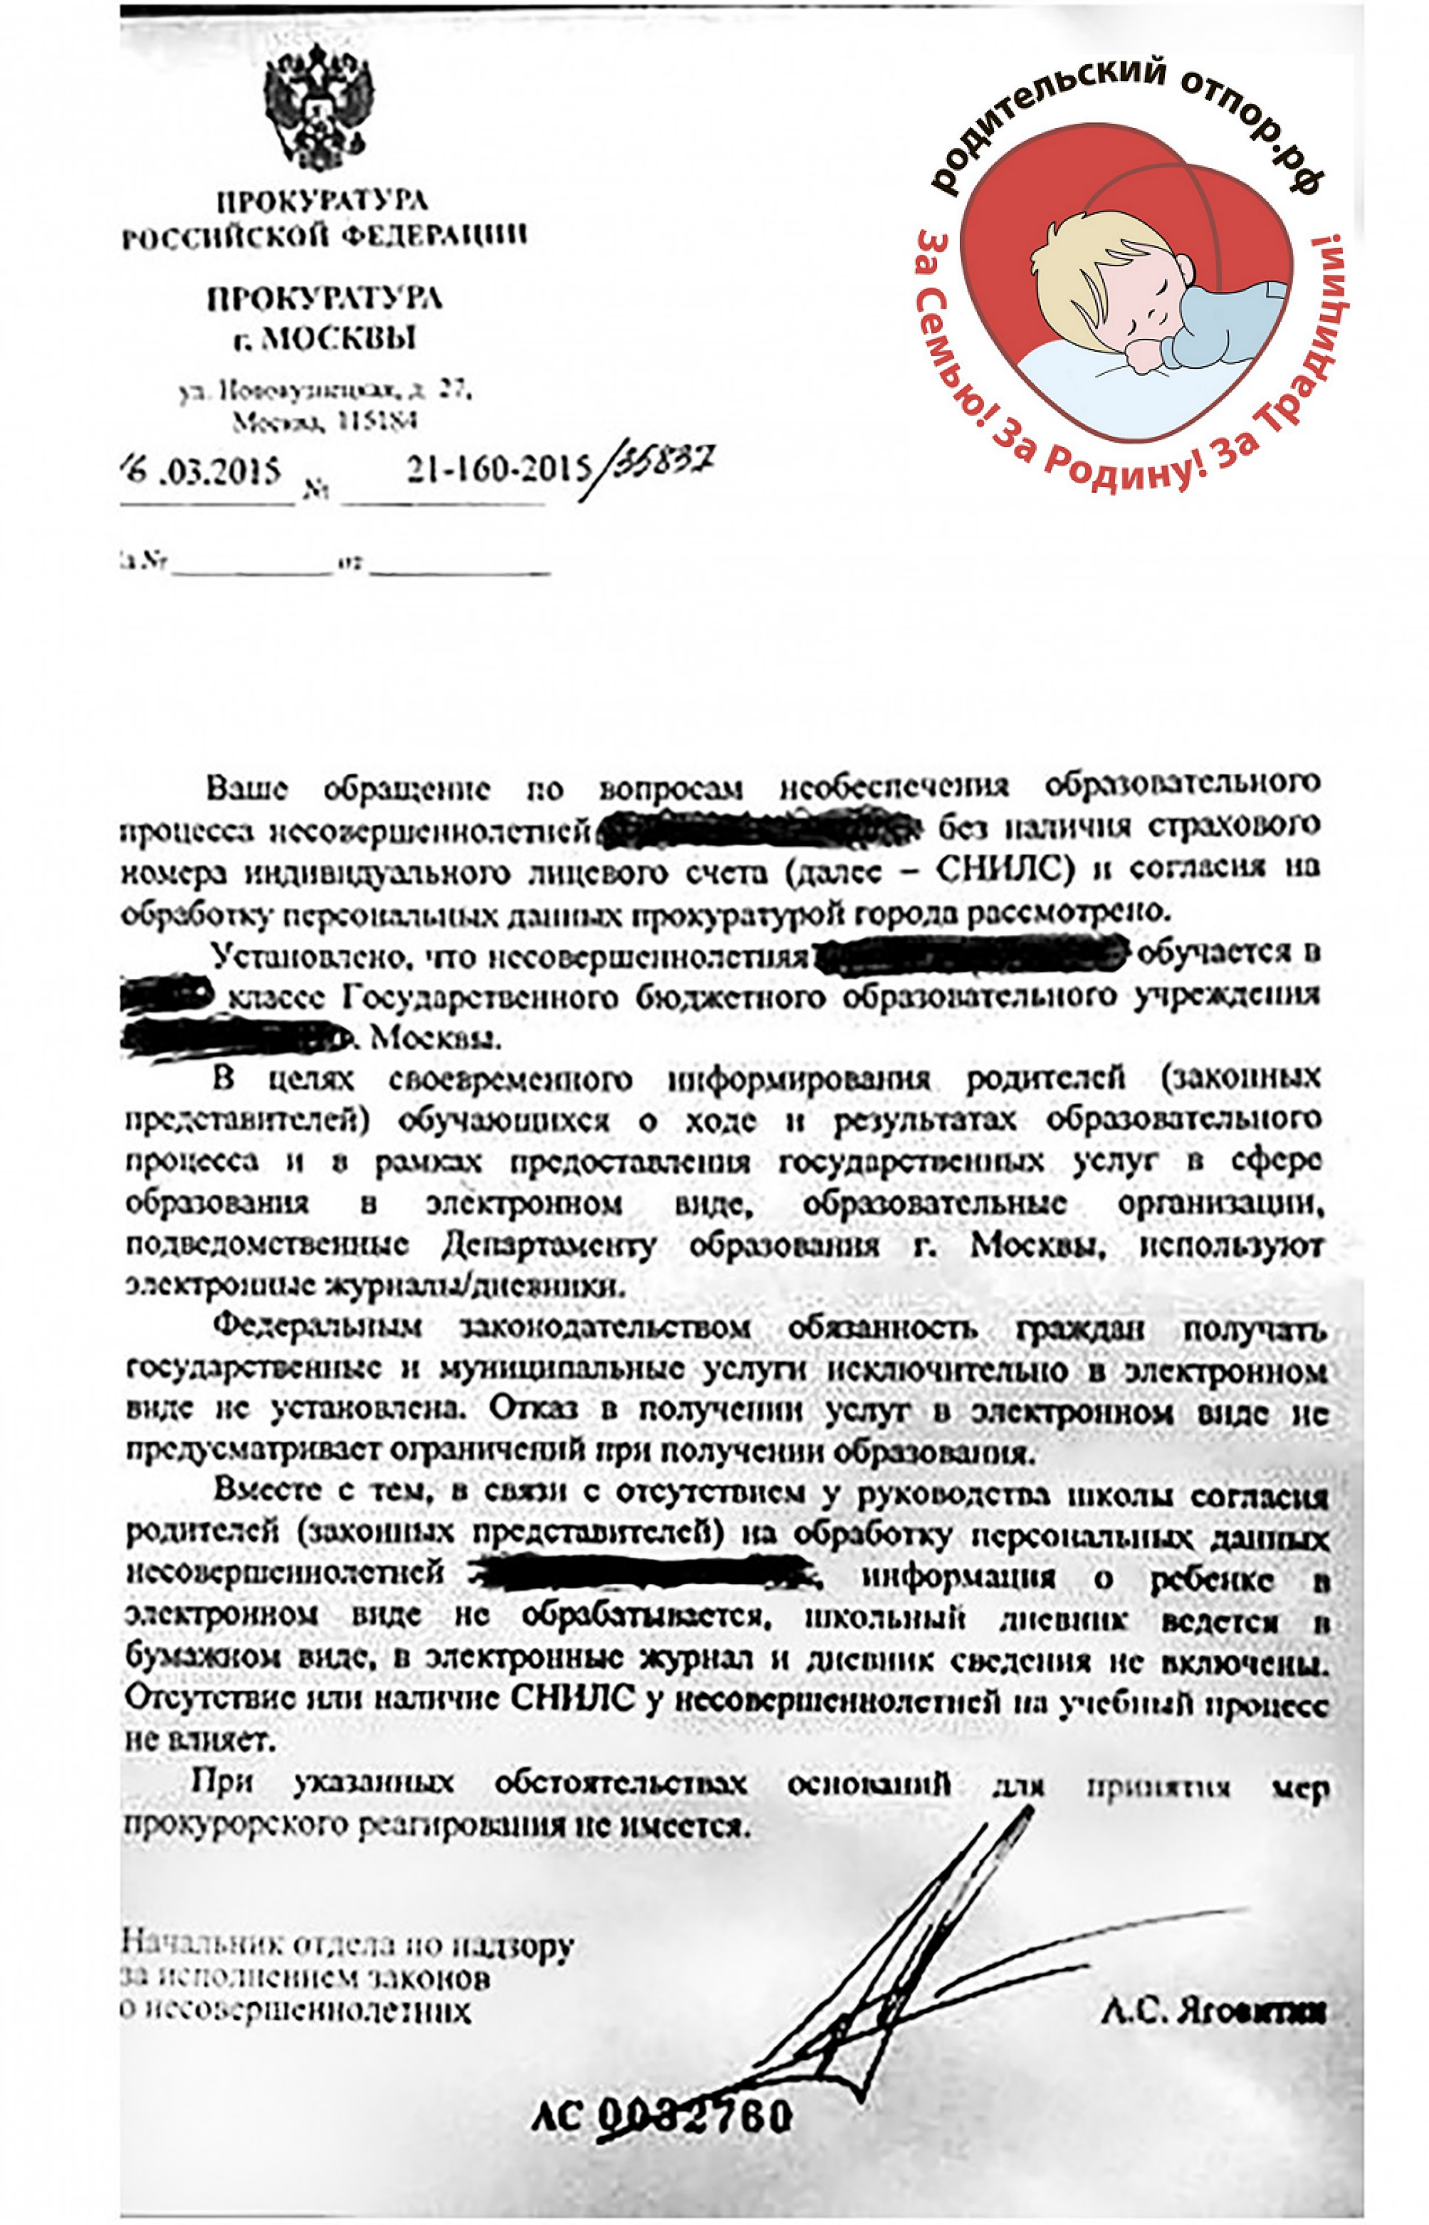 ПРОКУРАТУРА
РОССИЙСКОЙ ФЕДЕРАЦИИ
ПРОКУРАТУРА
г. МОСКВЫ
ул. Новокузнецкая, д. 27,
Москва, 115184
16.03.2015 № 21-160-2015/35837
а № от
родительский отпор.рф
За Семью! За Родину! За Традиции!
Ваше обращение по вопросам необеспечения образовательного
процесса несовершеннолетней без наличия страхового
номера индивидуального лицевого счета (далее – СНИЛС) и согласия на
обработку персональных данных прокуратурой города рассмотрено.
Установлено, что несовершеннолетняя обучается в
классе Государственного бюджетного образовательного учреждения
г. Москвы.
В целях своевременного информирования родителей (законных
представителей) обучающихся о ходе и результатах образовательного
процесса и в рамках предоставления государственных услуг в сфере
образования в электронном виде, образовательные организации,
подведомственные Департаменту образования г. Москвы, используют
электронные журналы/дневники.
Федеральным законодательством обязанность граждан получать
государственные и муниципальные услуги исключительно в электронном
виде не установлена. Отказ в получении услуг в электронном виде не
предусматривает ограничений при получении образования.
Вместе с тем, в связи с отсутствием у руководства школы согласия
родителей (законных представителей) на обработку персональных данных
несовершеннолетней , информация о ребенке в
электронном виде не обрабатывается, школьный дневник ведется в
бумажном виде, в электронные журнал и дневник сведения не включены.
Отсутствие или наличие СНИЛС у несовершеннолетней на учебный процесс
не влияет.
При указанных обстоятельствах оснований для принятия мер
прокурорского реагирования не имеется.
Начальник отдела по надзору
за исполнением законов
о несовершеннолетних
А.С. Яговитин
АС 0032760